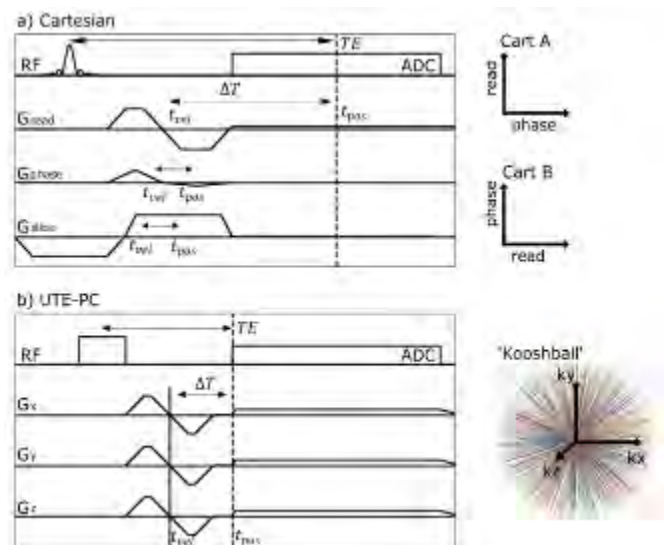 a) Cartesian
TE
RF
ADC
ΔT
Gread
tvel
tpos
Gphase
tvel
tpos
Gslice
tvel
tpos
Cart A
read
phase
Cart B
phase
read
b) UTE-PC
TE
RF
ADC
ΔT
Gx
Gy
Gz
tvel
tpos
'Kooshball'
ky
kz
kx